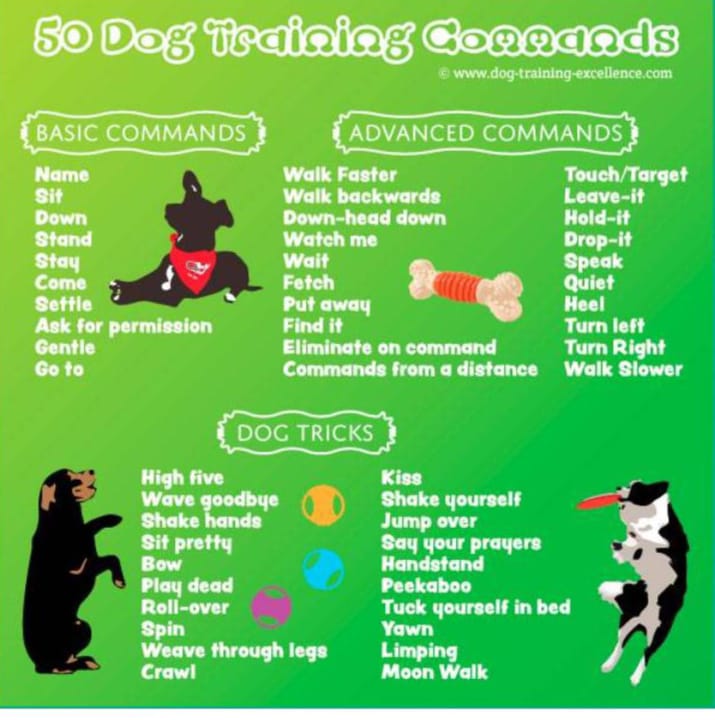 50 Dog Training Commands
© www.dog-training-excellence.com
BASIC COMMANDS
Name
Sit
Down
Stand
Stay
Come
Settle
Ask for permission
Gentle
Go to
ADVANCED COMMANDS
Walk Faster
Walk backwards
Down-head down
Watch me
Wait
Fetch
Put away
Find it
Eliminate on command
Commands from a distance
Touch/Target
Leave-it
Hold-it
Drop-it
Speak
Quiet
Heel
Turn left
Turn Right
Walk Slower
DOG TRICKS
High five
Wave goodbye
Shake hands
Sit pretty
Bow
Play dead
Roll-over
Spin
Weave through legs
Crawl
Kiss
Shake yourself
Jump over
Say your prayers
Handstand
Peekaboo
Tuck yourself in bed
Yawn
Limping
Moon Walk